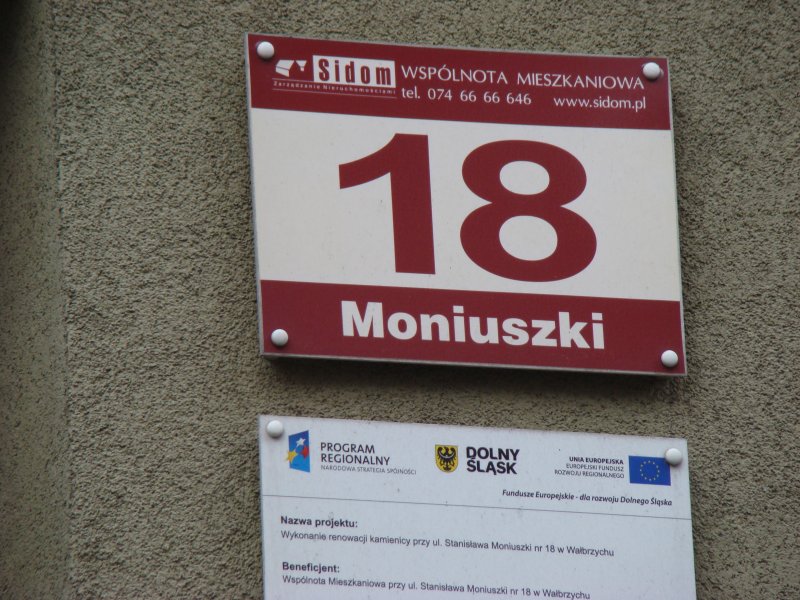 Sidom
Zarządzanie Nieruchomościami
WSPÓLNOTA MIESZKANIOWA
tel. 074 66 66 646 www.sidom.pl
18
Moniuszki
PROGRAM
REGIONALNY
NARODOWA STRATEGIA SPÓJNOŚCI
DOLNY
ŚLĄSK
UNIA EUROPEJSKA
EUROPEJSKI FUNDUSZ
ROZWOJU REGIONALNEGO
Fundusze Europejskie - dla rozwoju Dolnego Śląska
Nazwa projektu:
Wykonanie renowacji kamienicy przy ul. Stanisława Moniuszki nr 18 w Wałbrzychu
Beneficjent:
Wspólnota Mieszkaniowa przy ul. Stanisława Moniuszki nr 18 w Wałbrzychu